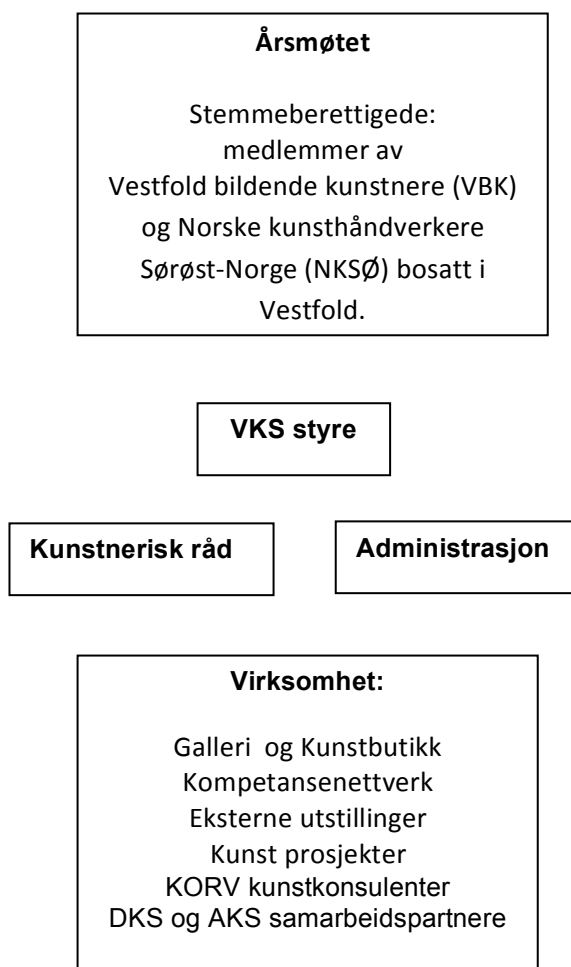 Årsmøtet
Stemmeberettigede:
medlemmer av
Vestfold bildende kunstnere (VBK)
og Norske kunsthåndverkere
Sørøst-Norge (NKSØ) bosatt i
Vestfold.
VKS styre
Kunstnerisk råd
Administrasjon
Virksomhet:
Galleri og Kunstbutikk
Kompetansenettverk
Eksterne utstillinger
Kunst prosjekter
KORV kunstkonsulenter
DKS og AKS samarbeidspartnere